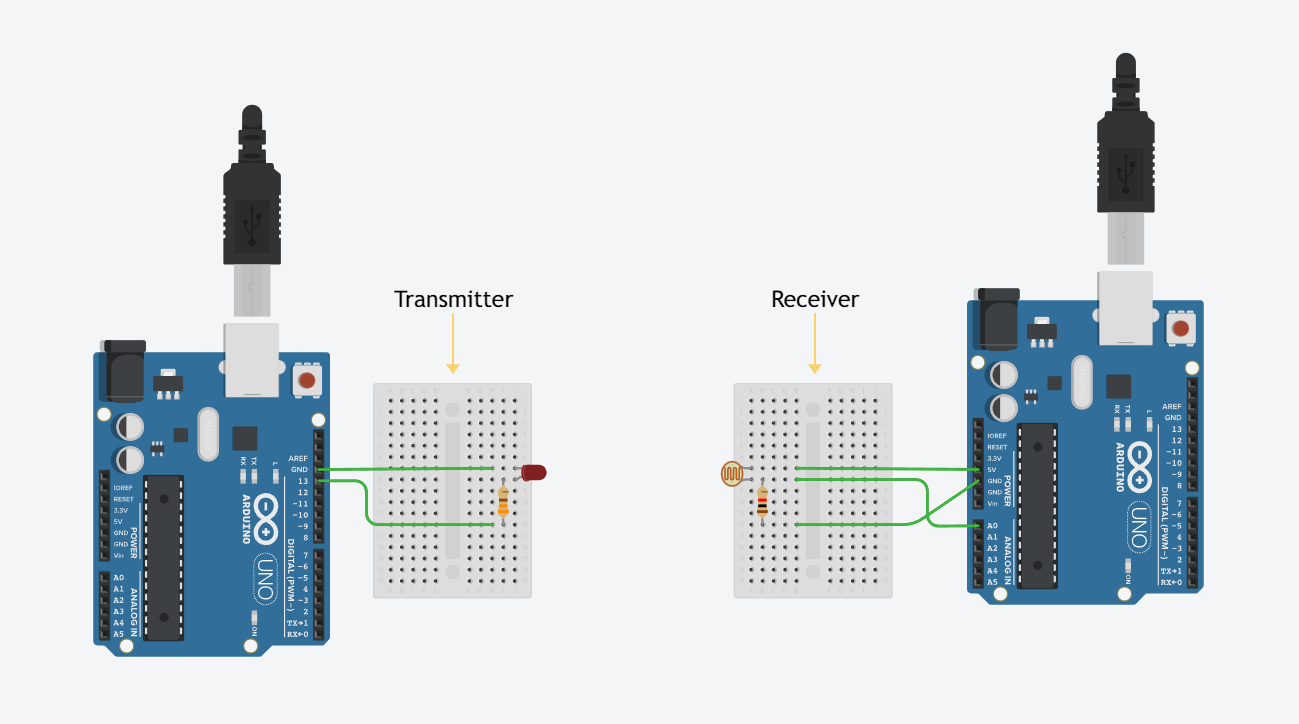 Transmitter
Receiver
RX
TX
L
AREF
GND
13
12
~11
~10
~9
8
7
~6
~5
4
~3
2
TX→1
RX←0
DIGITAL (PWM~)
IOREF
RESET
3.3V
5V
GND
GND
Vin
POWER
A0
A1
A2
A3
A4
A5
ANALOG IN
ARDUINO
UNO
ON
RX
TX
L
AREF
GND
13
12
~11
~10
~9
8
7
~6
~5
4
~3
2
TX→1
RX←0
DIGITAL (PWM~)
IOREF
RESET
3.3V
5V
GND
GND
Vin
POWER
A0
A1
A2
A3
A4
A5
ANALOG IN
ARDUINO
UNO
ON